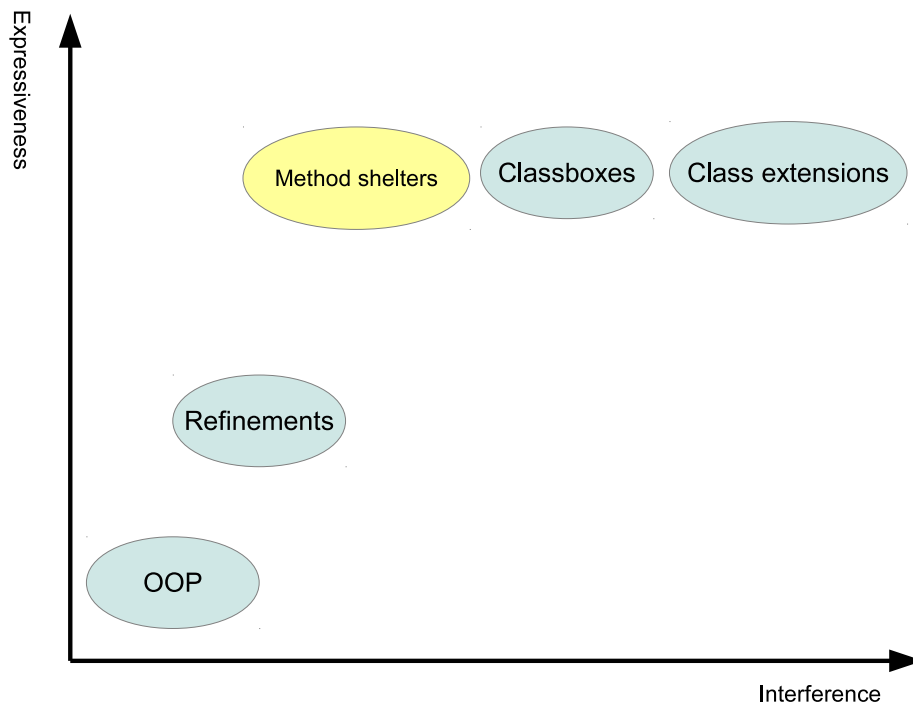 Expressiveness
Method shelters
Classboxes
Class extensions
Refinements
OOP
Interference